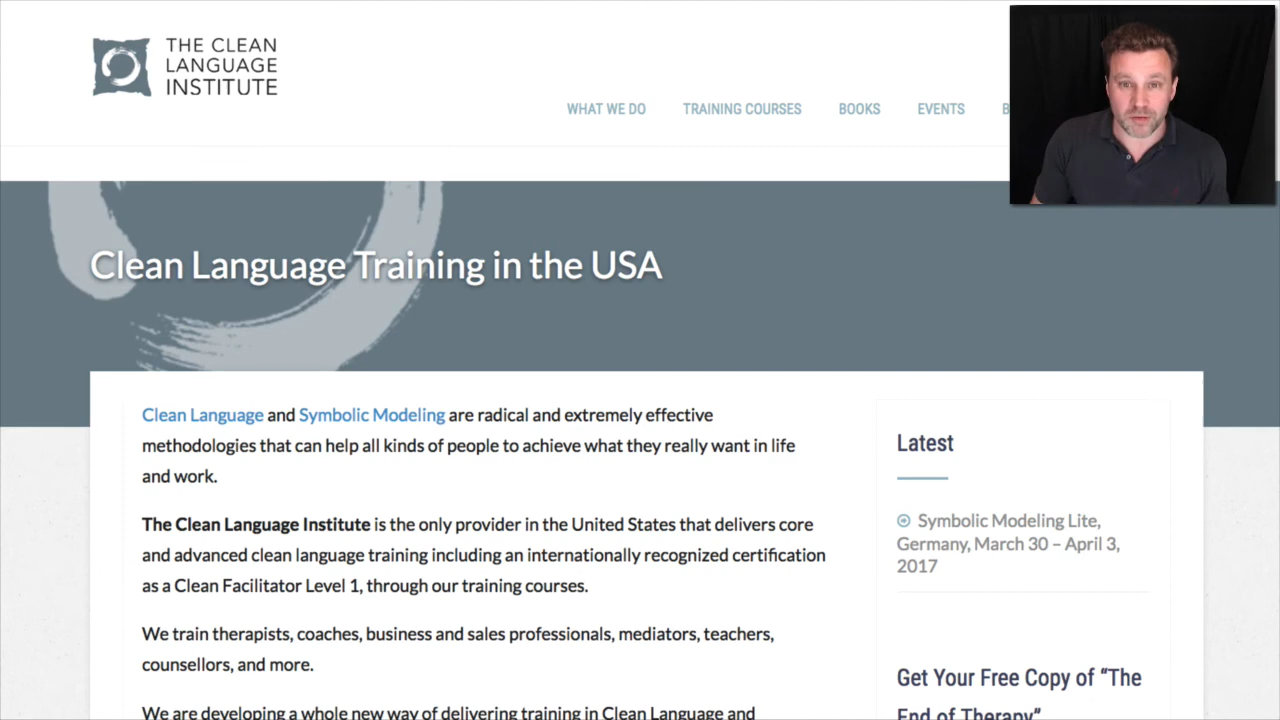 THE CLEAN
LANGUAGE
INSTITUTE
WHAT WE DO
TRAINING COURSES
BOOKS
EVENTS
Clean Language Training in the USA
Clean Language and Symbolic Modeling are radical and extremely effective
methodologies that can help all kinds of people to achieve what they really want in life
and work.
The Clean Language Institute is the only provider in the United States that delivers core
and advanced clean language training including an internationally recognized certification
as a Clean Facilitator Level 1, through our training courses.
We train therapists, coaches, business and sales professionals, mediators, teachers,
counsellors, and more.
We are developing a whole new way of delivering training in Clean Language and
Latest
Symbolic Modeling Lite,
Germany, March 30 – April 3,
2017
Get Your Free Copy of “The
End of Therapy”